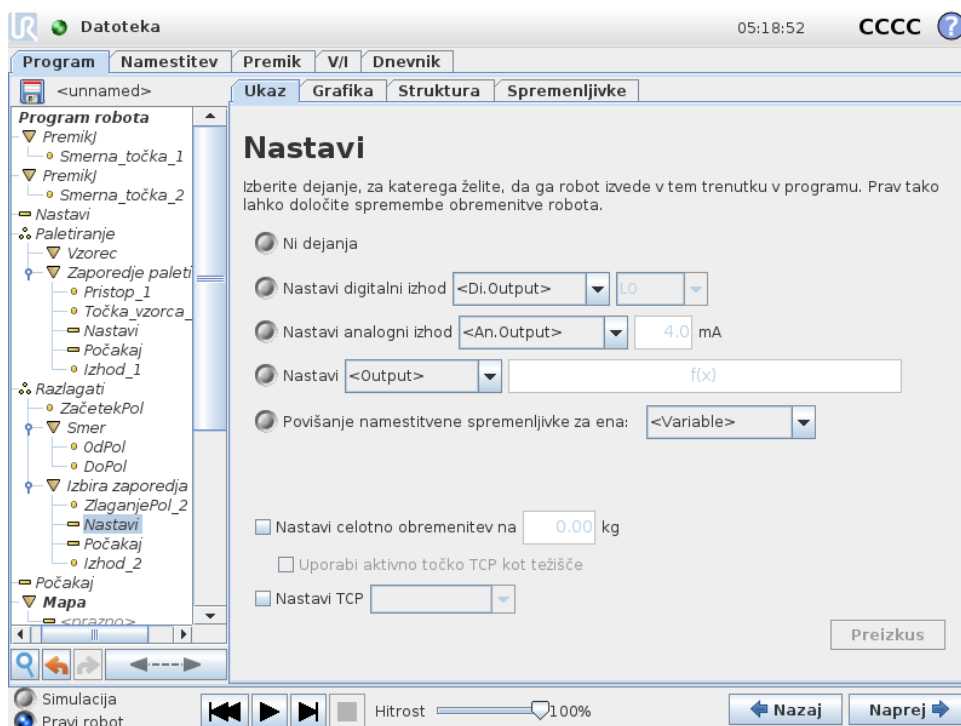 UR Datoteka 05:18:52 CCCC ?
Program Namestitev Premik V/I Dnevnik
<unnamed>
Ukaz Grafika Struktura Spremenljivke
Program robota
PremikJ
Smerna_točka_1
PremikJ
Smerna_točka_2
Nastavi
Paletiranje
Vzorec
Zaporedje paleti
Pristop_1
Točka_vzorca_
Nastavi
Počakaj
Izhod_1
Razlagati
ZačetekPol
Smer
OdPol
DoPol
Izbira zaporedja
ZlaganjePol_2
Nastavi
Počakaj
Izhod_2
Počakaj
Mapa
<prazno>
Nastavi
Izberite dejanje, za katerega želite, da ga robot izvede v tem trenutku v programu. Prav tako
lahko določite spremembe obremenitve robota.
Ni dejanja
Nastavi digitalni izhod <Di.Output> LO
Nastavi analogni izhod <An.Output> 4.0 mA
Nastavi <Output> f(x)
Povišanje namestitvene spremenljivke za ena: <Variable>
Nastavi celotno obremenitev na 0.00 kg
Uporabi aktivno točko TCP kot težišče
Nastavi TCP
Preizkus
Simulacija
Pravi robot
Hitrost 100%
Nazaj Naprej